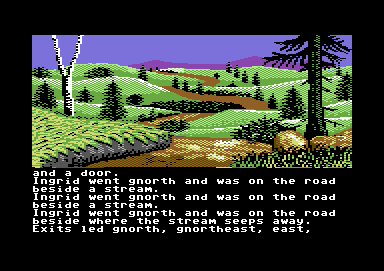 and a door.
Ingrid went gnorth and was on the road
beside a stream.
Ingrid went gnorth and was on the road
beside a stream.
Ingrid went gnorth and was on the road
beside where the stream seeps away.
Exits led gnorth, gnortheast, east,